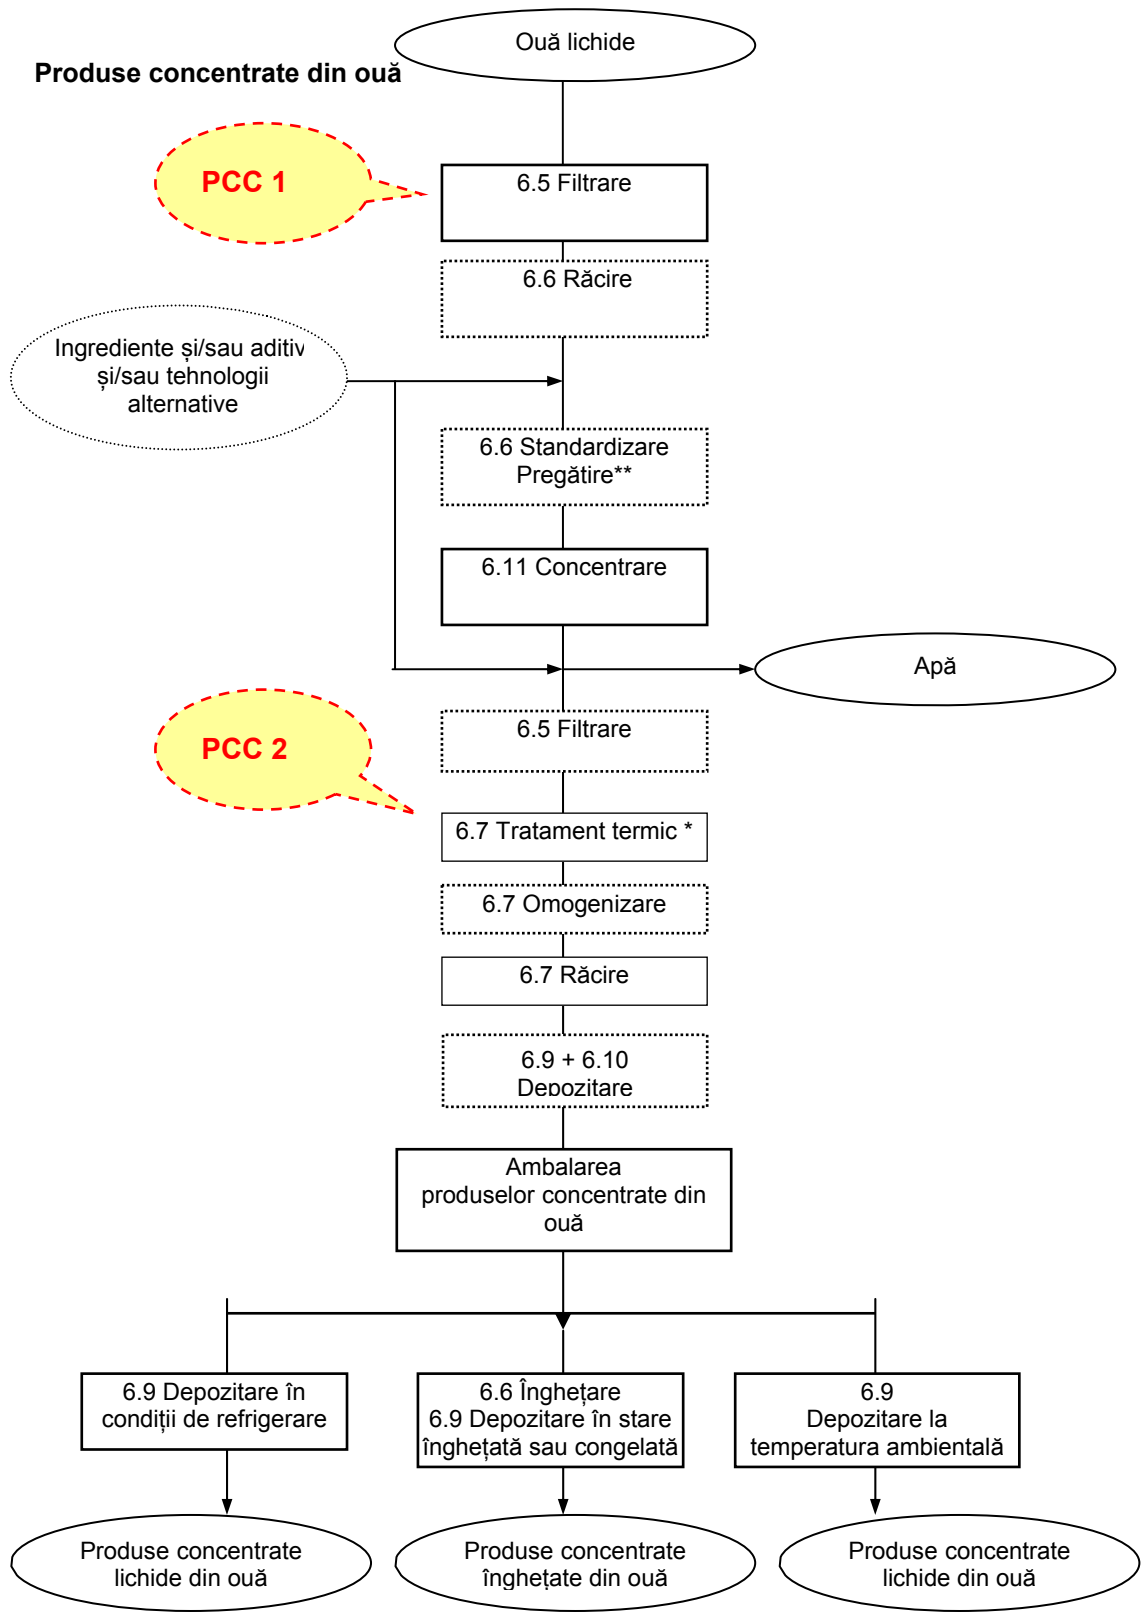 Ouă lichide
Produse concentrate din ouă
PCC 1
6.5 Filtrare
6.6 Răcire
Ingrediente și/sau aditiv
și/sau tehnologii
alternative
6.6 Standardizare
Pregătire**
6.11 Concentrare
Apă
6.5 Filtrare
PCC 2
6.7 Tratament termic *
6.7 Omogenizare
6.7 Răcire
6.9 + 6.10
Depozitare
Ambalarea
produselor concentrate din
ouă
6.9 Depozitare în
condiții de refrigerare
6.6 Înghețare
6.9 Depozitare în stare
înghețată sau congelată
6.9
Depozitare la
temperatura ambientală
Produse concentrate
lichide din ouă
Produse concentrate
înghețate din ouă
Produse concentrate
lichide din ouă